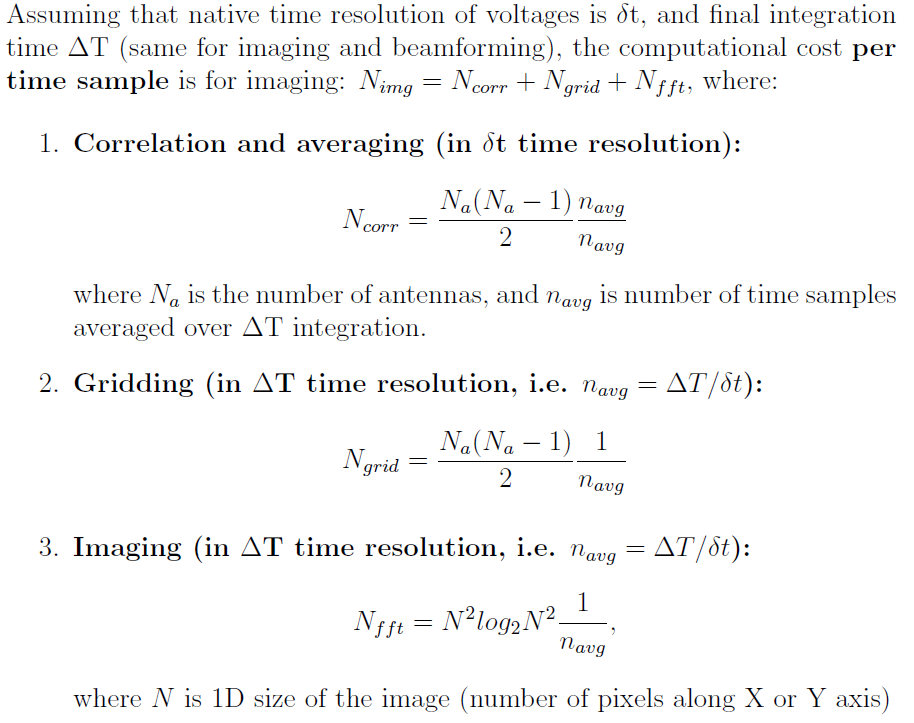 Assuming that native time resolution of voltages is δt, and final integration
time ΔT (same for imaging and beamforming), the computational cost per
time sample is for imaging: N_{img} = N_{corr} + N_{grid} + N_{fft}, where:
1. Correlation and averaging (in δt time resolution):
N_{corr} = \frac{N_a(N_a − 1)}{2} \frac{n_{avg}}{n_{avg}}
where N_a is the number of antennas, and n_{avg} is number of time samples
averaged over ΔT integration.
2. Gridding (in ΔT time resolution, i.e. n_{avg} = ΔT/δt):
N_{grid} = \frac{N_a(N_a − 1)}{2} \frac{1}{n_{avg}}
3. Imaging (in ΔT time resolution, i.e. n_{avg} = ΔT/δt):
N_{fft} = N^2 log_2 N^2 \frac{1}{n_{avg}},
where N is 1D size of the image (number of pixels along X or Y axis)